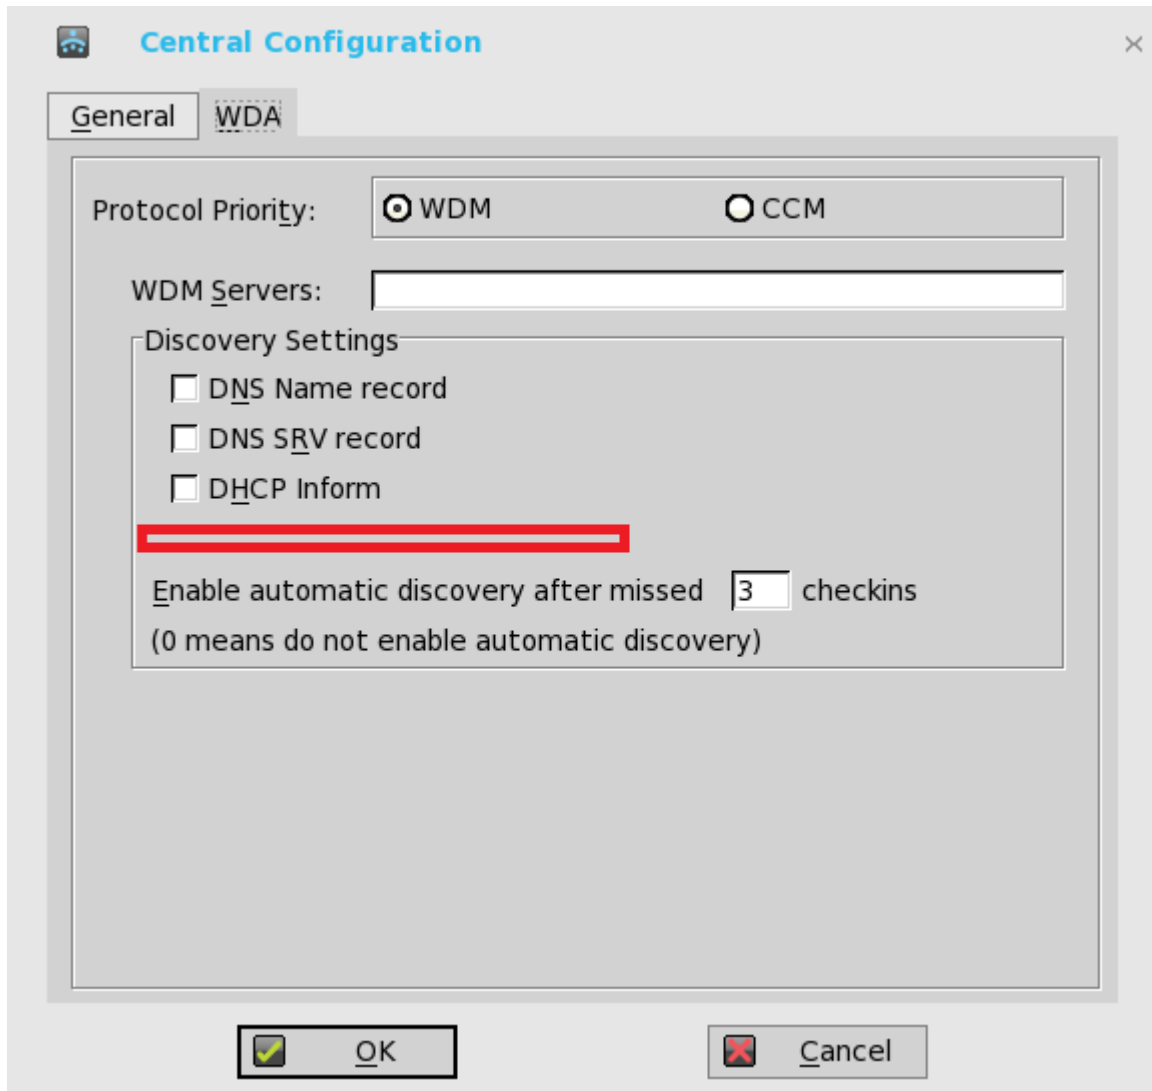 Central Configuration
General WDA
Protocol Priority: WDM CCM
WDM Servers:
Discovery Settings
DNS Name record
DNS SRV record
DHCP Inform
Enable automatic discovery after missed 3 checkins
(0 means do not enable automatic discovery)
OK Cancel